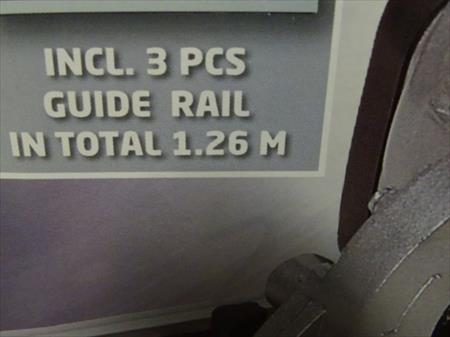 INCL. 3 PCS
GUIDE RAIL
IN TOTAL 1.26 M